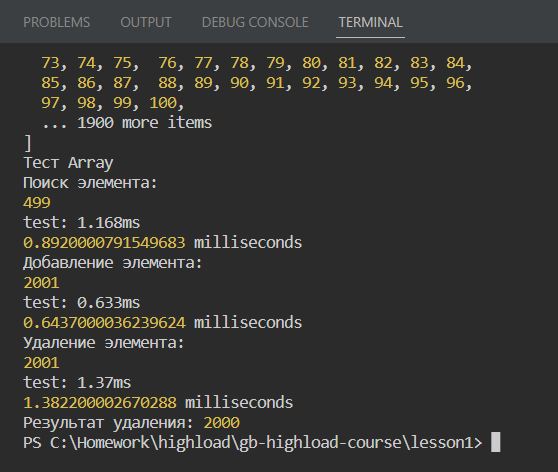 PROBLEMS OUTPUT DEBUG CONSOLE TERMINAL
73, 74, 75, 76, 77, 78, 79, 80, 81, 82, 83, 84,
85, 86, 87, 88, 89, 90, 91, 92, 93, 94, 95, 96,
97, 98, 99, 100,
... 1900 more items
]
Тест Array
Поиск элемента:
499
test: 1.168ms
0.8920000791549683 milliseconds
Добавление элемента:
2001
test: 0.633ms
0.6437000036239624 milliseconds
Удаление элемента:
2001
test: 1.37ms
1.382200002670288 milliseconds
Результат удаления: 2000
PS C:\Homework\highload\gb-highload-course\lesson1>